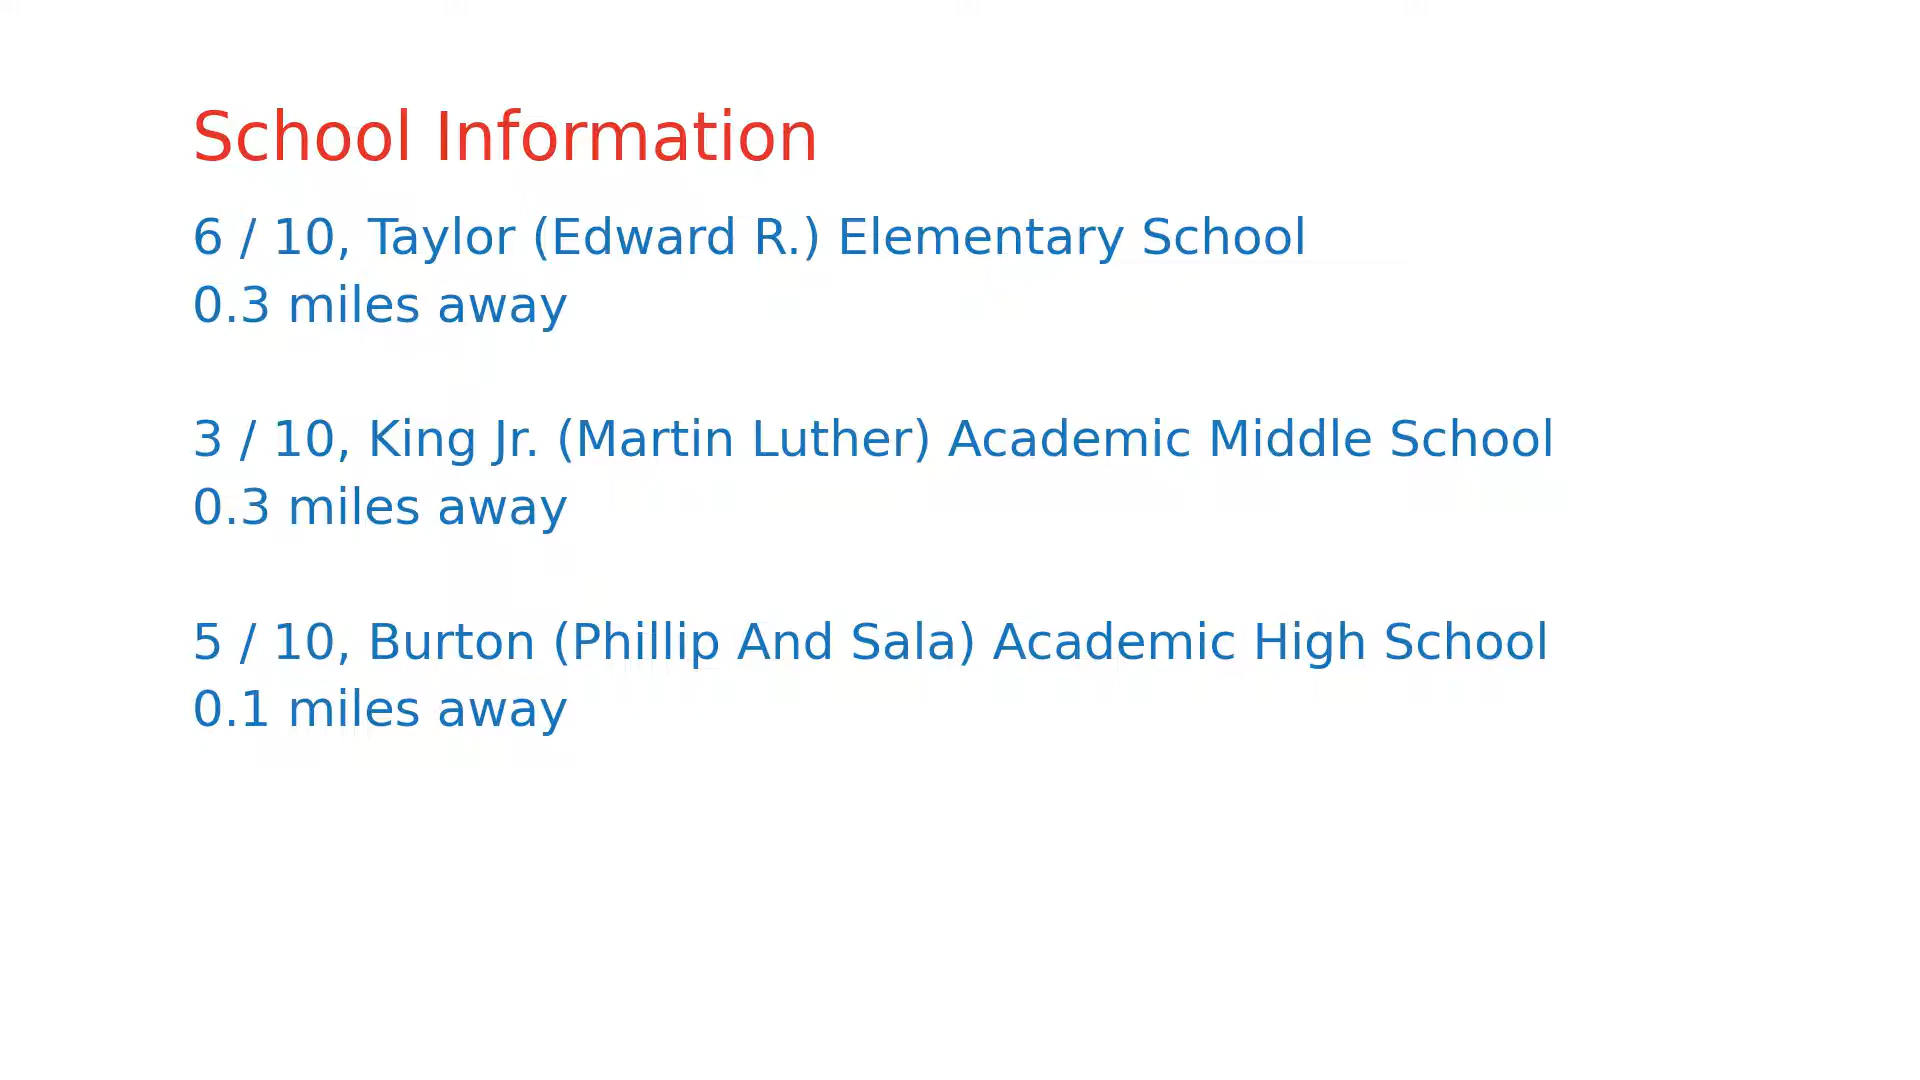 School Information
6 / 10, Taylor (Edward R.) Elementary School
0.3 miles away
3 / 10, King Jr. (Martin Luther) Academic Middle School
0.3 miles away
5 / 10, Burton (Phillip And Sala) Academic High School
0.1 miles away